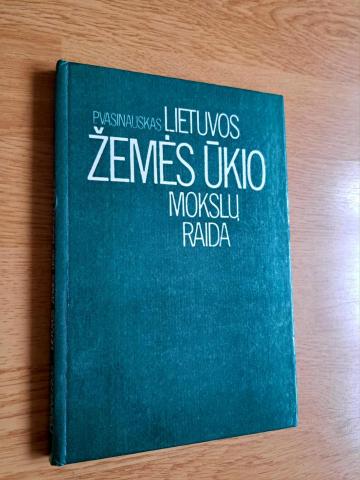 P.VASINAUSKAS LIETUVOS
ŽEMĖS ŪKIO
MOKSLŲ
RAIDA